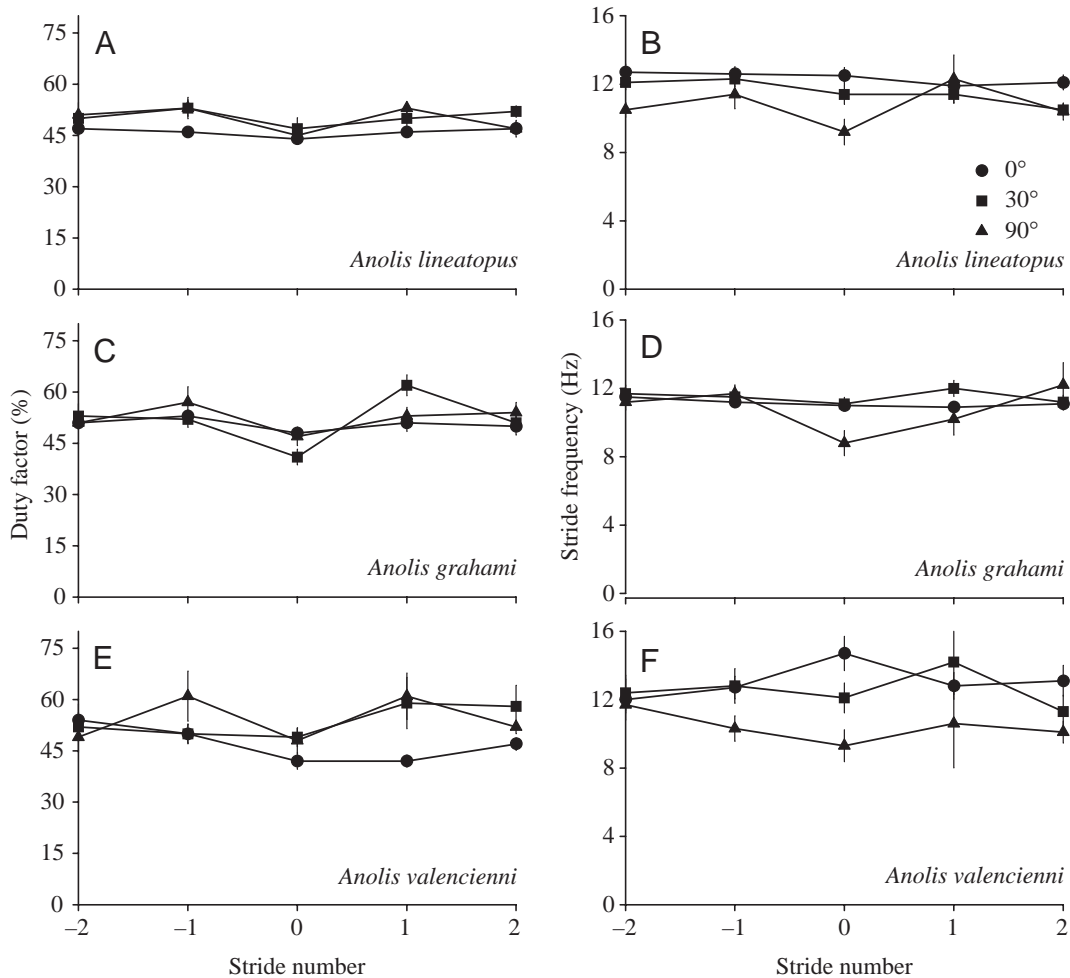 A
75
60
45
30
15
0
Anolis lineatopus
B
16
12
8
4
0
0°
30°
90°
Anolis lineatopus
C
75
60
45
30
15
0
Duty factor (%)
Anolis grahami
D
16
12
8
4
0
Stride frequency (Hz)
Anolis grahami
E
75
60
45
30
15
0
Anolis valencienni
–2 –1 0 1 2
Stride number
F
16
12
8
4
0
Anolis valencienni
–2 –1 0 1 2
Stride number